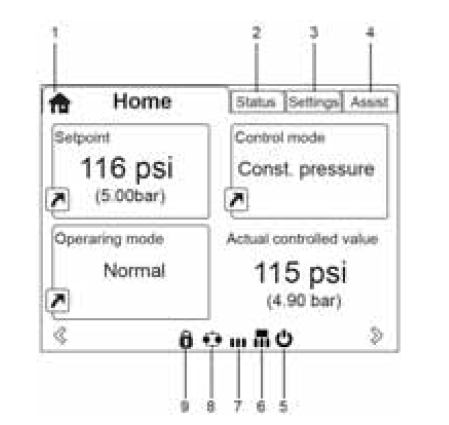 1 2 3 4
Home Status Settings Assist
Setpoint
116 psi
(5.00bar)
Control mode
Const. pressure
Operaring mode
Normal
Actual controlled value
115 psi
(4.90 bar)
9 8 7 6 5